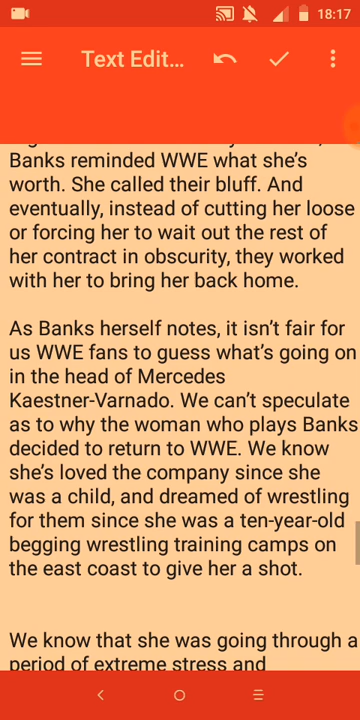 18:17
Text Edit...
Banks reminded WWE what she's
worth. She called their bluff. And
eventually, instead of cutting her loose
or forcing her to wait out the rest of
her contract in obscurity, they worked
with her to bring her back home.
As Banks herself notes, it isn't fair for
us WWE fans to guess what's going on
in the head of Mercedes
Kaestner-Varnado. We can't speculate
as to why the woman who plays Banks
decided to return to WWE. We know
she's loved the company since she
was a child, and dreamed of wrestling
for them since she was a ten-year-old
begging wrestling training camps on
the east coast to give her a shot.
We know that she was going through a
period of extreme stress and